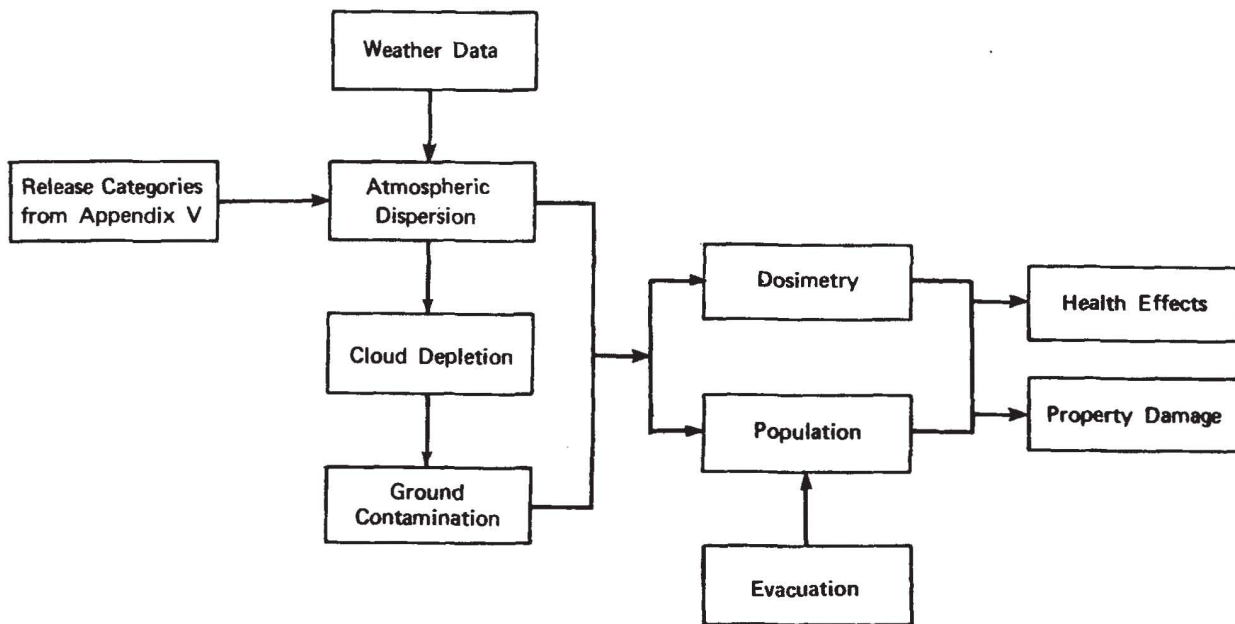 Weather Data
Release Categories
from Appendix V
Atmospheric
Dispersion
Cloud Depletion
Ground
Contamination
Dosimetry
Population
Evacuation
Health Effects
Property Damage